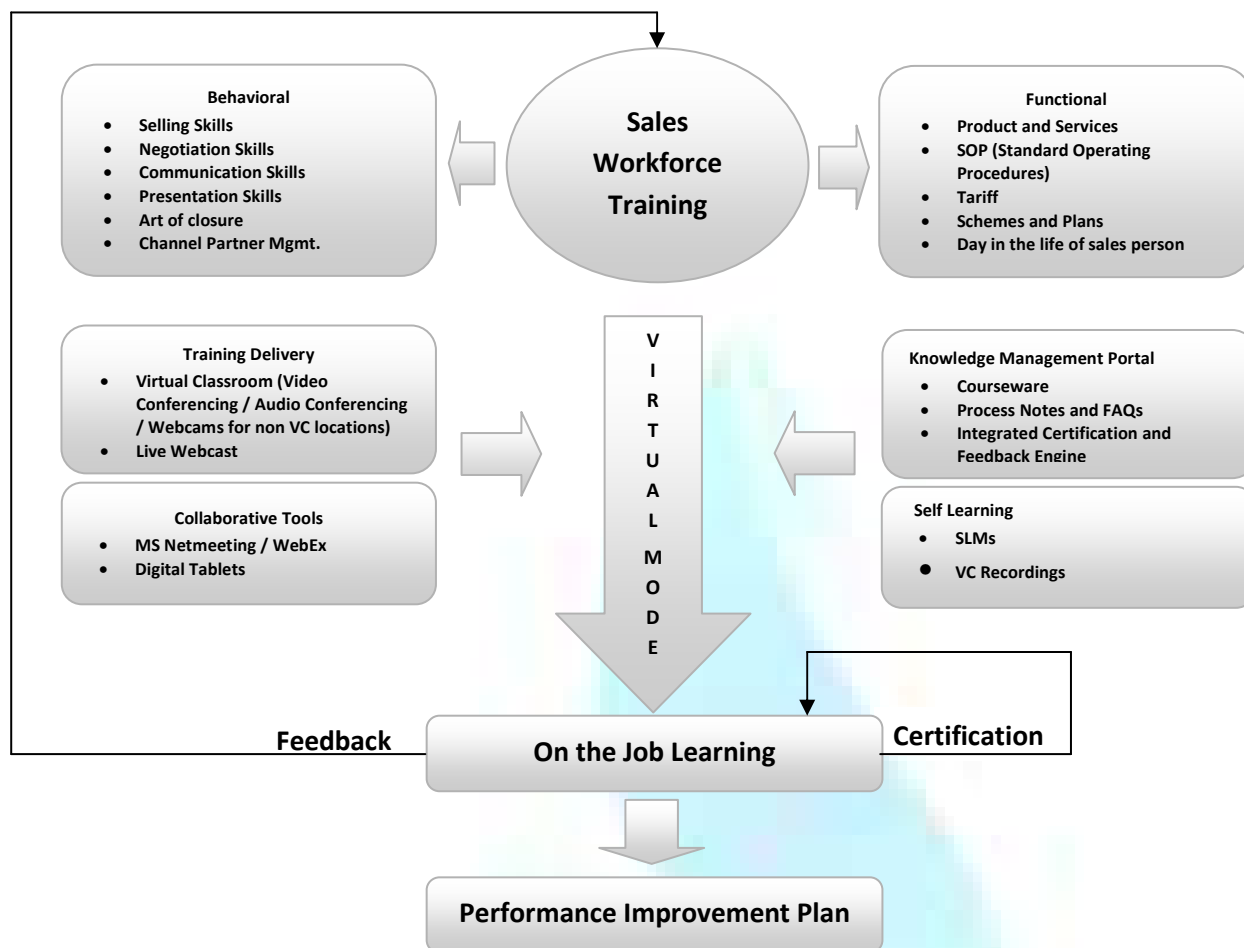 Behavioral
• Selling Skills
• Negotiation Skills
• Communication Skills
• Presentation Skills
• Art of closure
• Channel Partner Mgmt.
Sales
Workforce
Training
Functional
• Product and Services
• SOP (Standard Operating
Procedures)
• Tariff
• Schemes and Plans
• Day in the life of sales person
Training Delivery
• Virtual Classroom (Video
Conferencing / Audio Conferencing
/ Webcams for non VC locations)
• Live Webcast
VIRTUAL MODE
Knowledge Management Portal
• Courseware
• Process Notes and FAQs
• Integrated Certification and
Feedback Engine
Collaborative Tools
• MS Netmeeting / WebEx
• Digital Tablets
Self Learning
• SLMs
• VC Recordings
Feedback
On the Job Learning
Certification
Performance Improvement Plan